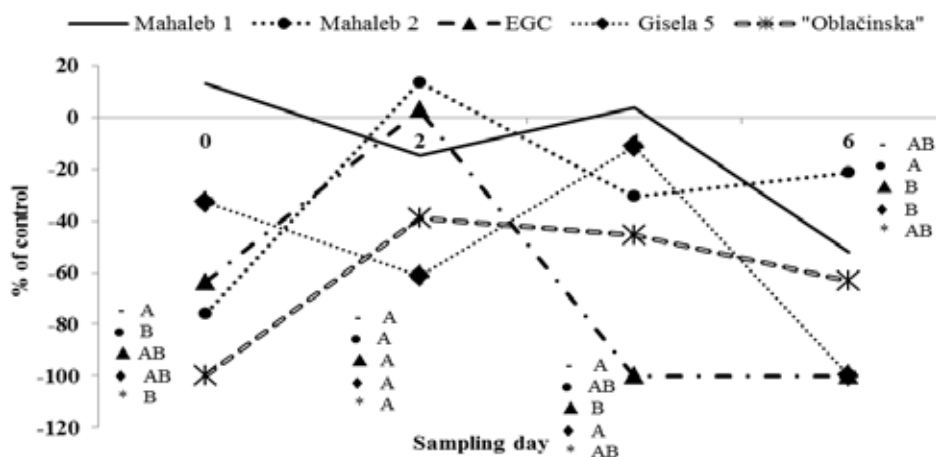 Mahaleb 1 Mahaleb 2 EGC Gisela 5 "Oblačinska"
20
0
-20
-40
-60
-80
-100
-120
% of control
0 2 4 6
- A
● B
▲ AB
◆ AB
* B
- A
● A
▲ A
◆ A
* A
- A
● AB
▲ B
◆ A
* AB
- AB
● A
▲ B
◆ B
* AB
Sampling day